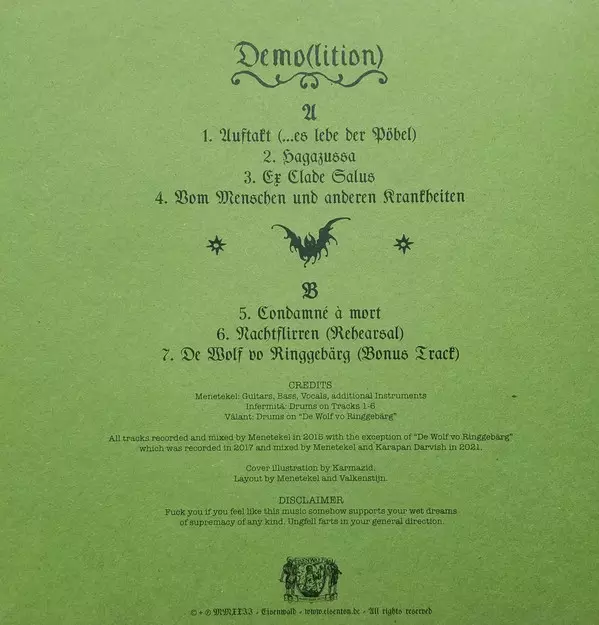 Demo(lition)
A
1. Auftakt (...es lebe der Pöbel)
2. Hagazussa
3. Ex Clade Salus
4. Vom Menschen und anderen Krankheiten
B
5. Condamné à mort
6. Nachtflirren (Rehearsal)
7. De Wolf vo Ringgebärg (Bonus Track)
CREDITS
Menetekel: Guitars, Bass, Vocals, additional Instruments
Infermità: Drums on Tracks 1-6
Vâlant: Drums on "De Wolf vo Ringgebärg"
All tracks recorded and mixed by Menetekel in 2015 with the exception of "De Wolf vo Ringgebärg"
which was recorded in 2017 and mixed by Menetekel and Karapan Darvish in 2021.
Cover illustration by Karmazid.
Layout by Menetekel and Valkenstijn.
DISCLAIMER
Fuck you if you feel like this music somehow supports your wet dreams
of supremacy of any kind. Ungfell farts in your general direction.
© + ℗ MMXXII - Eisenwald - www.eisenton.de - All rights reserved